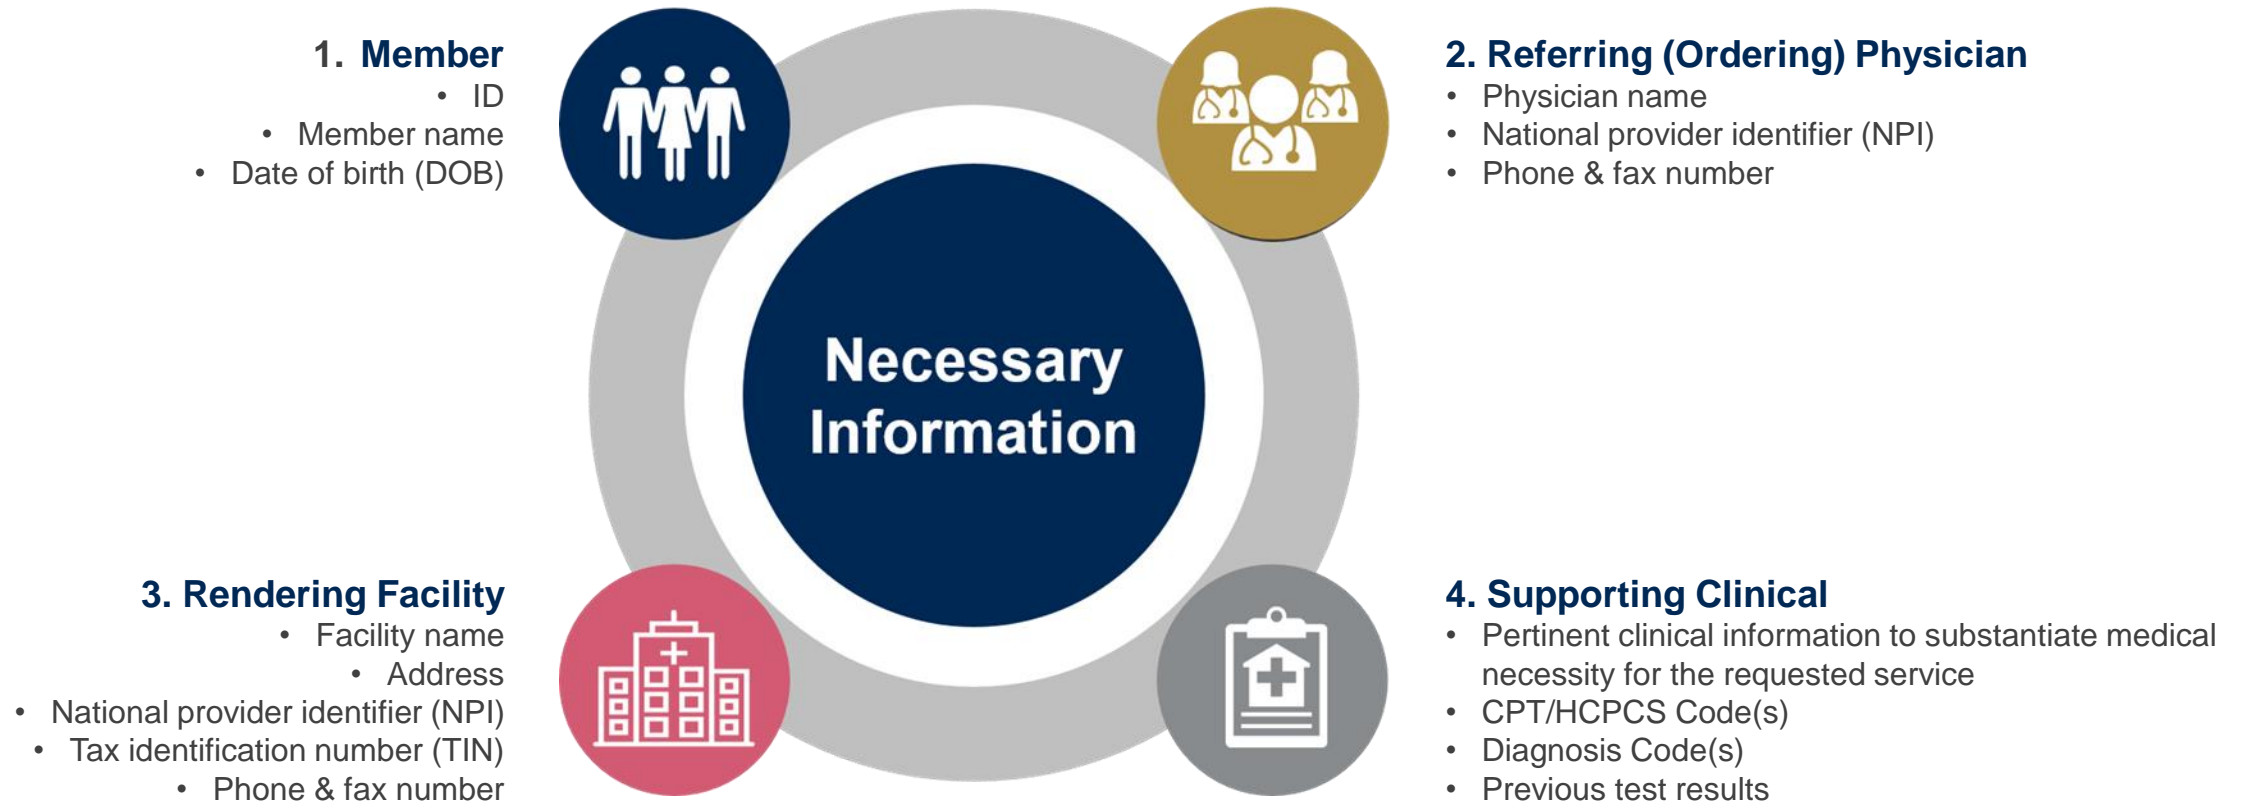 1. Member
• ID
• Member name
• Date of birth (DOB)
2. Referring (Ordering) Physician
• Physician name
• National provider identifier (NPI)
• Phone & fax number
Necessary
Information
3. Rendering Facility
• Facility name
• Address
• National provider identifier (NPI)
• Tax identification number (TIN)
• Phone & fax number
4. Supporting Clinical
• Pertinent clinical information to substantiate medical
necessity for the requested service
• CPT/HCPCS Code(s)
• Diagnosis Code(s)
• Previous test results